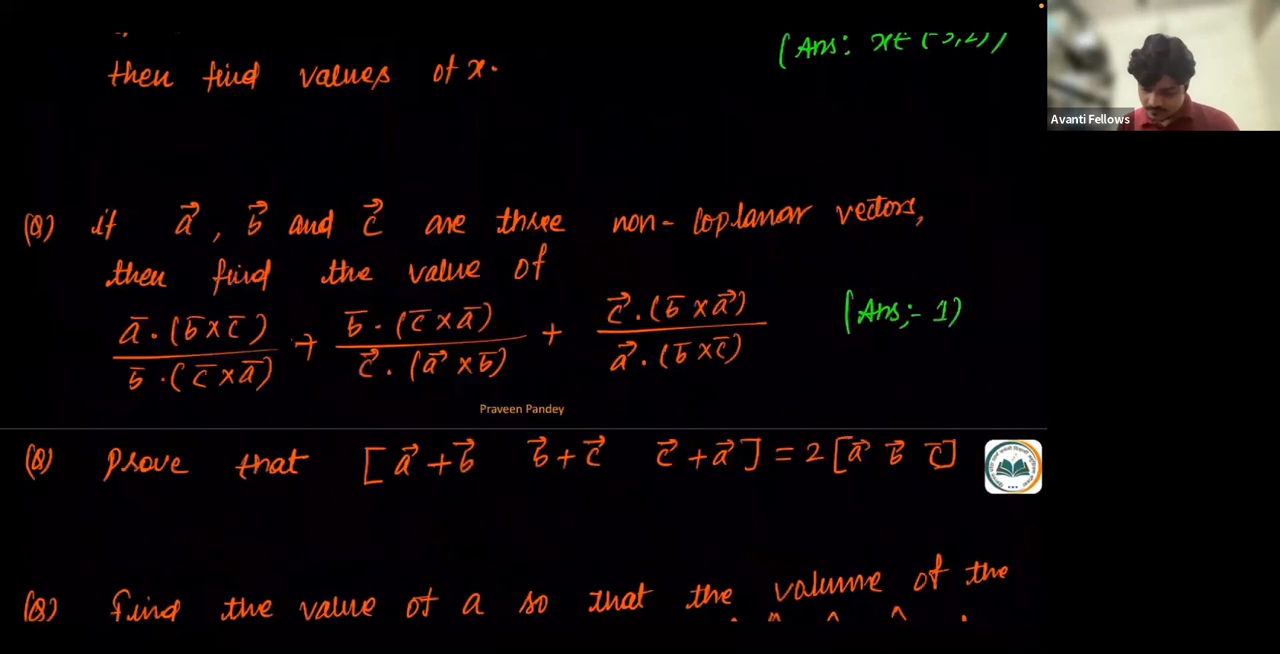 then find values of x.
(Ans:
Avanti Fellows
(Q) if a⃗, b⃗ and c⃗ are three non-coplanar vectors,
then find the value of
a̅·(b̅×c̅)/b̅·(c̅×a̅) + b̅·(c̅×a̅)/c⃗·(a⃗×b̅) + c⃗·(b̅×a⃗)/a⃗·(b̅×c̅) (Ans;- 1)
Praveen Pandey
(Q) Prove that [a⃗+b⃗ b⃗+c⃗ c⃗+a⃗] = 2[a⃗ b⃗ c̅]
(Q) Find the value of a so that the volume of the